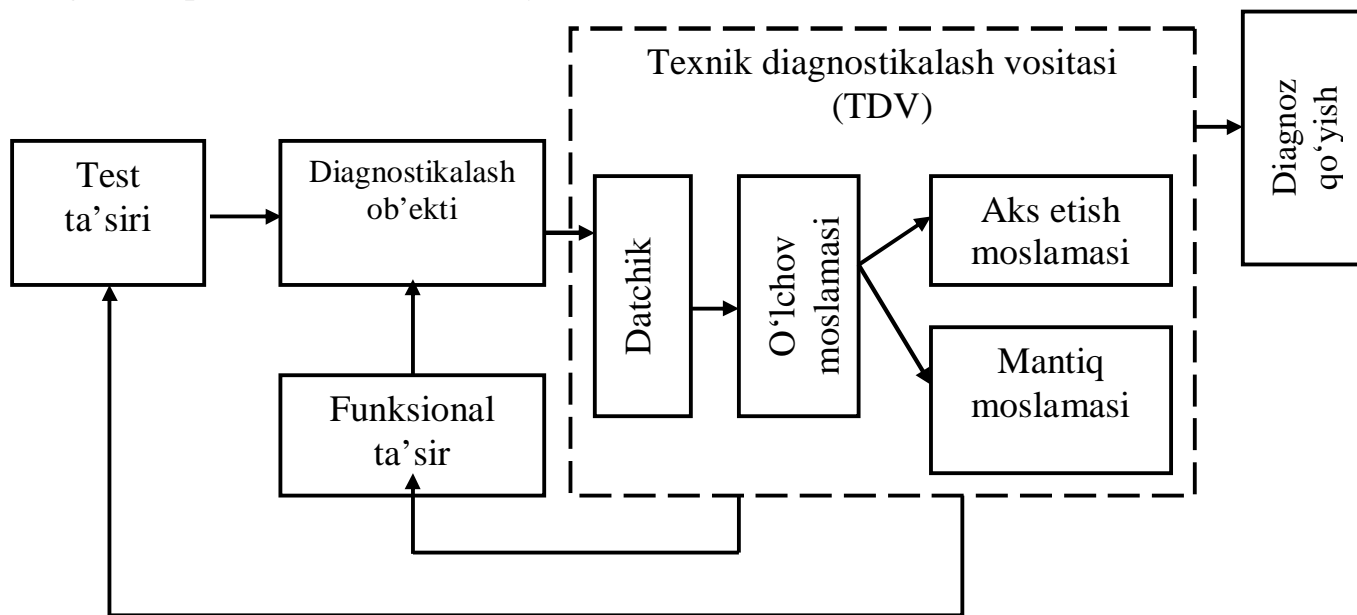 Texnik diagnostikalash vositasi
(TDV)
Diagnoz
qo‘yish
Test
ta’siri
Diagnostikalash
ob’ekti
Datchik
O‘lchov
moslamasi
Aks etish
moslamasi
Mantiq
moslamasi
Funksional
ta’sir